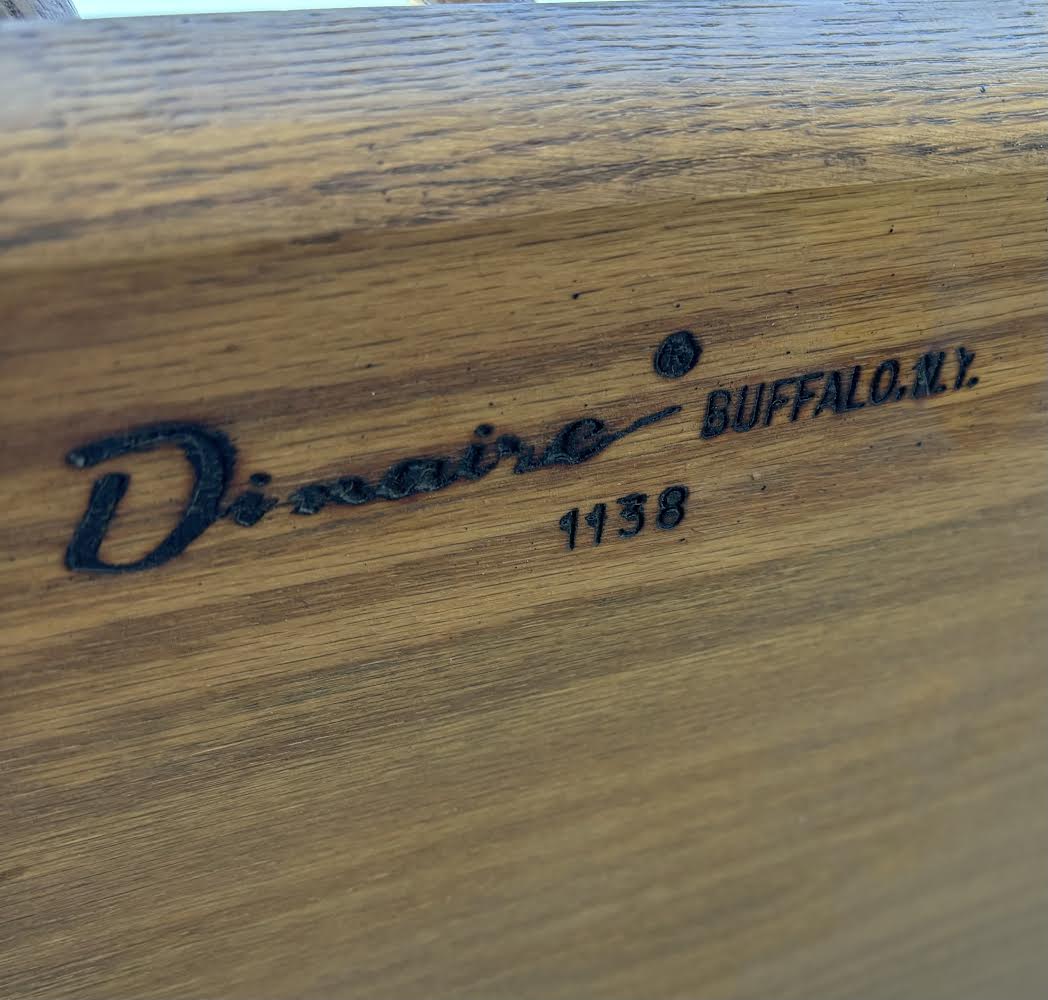 Dinaire ® BUFFALO, N.Y.
1138